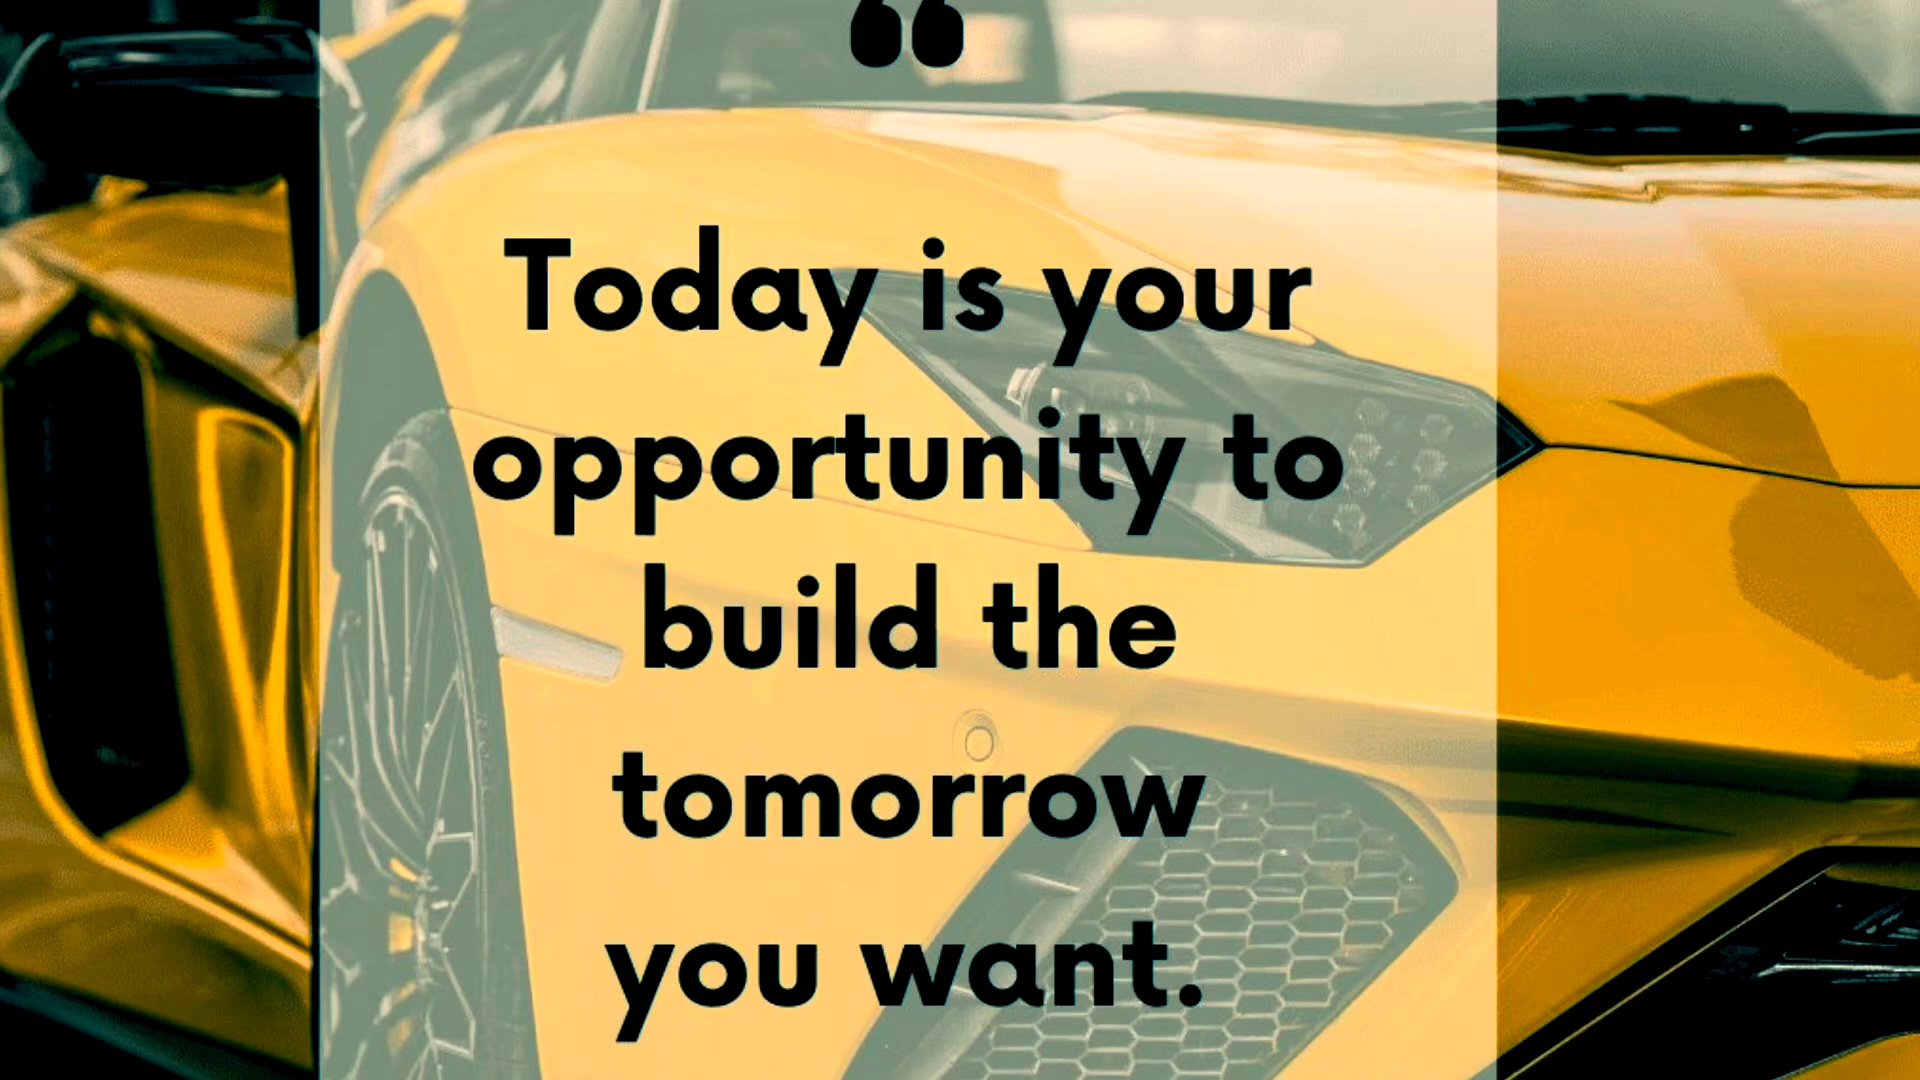 “
Today is your
opportunity to
build the
tomorrow
you want.